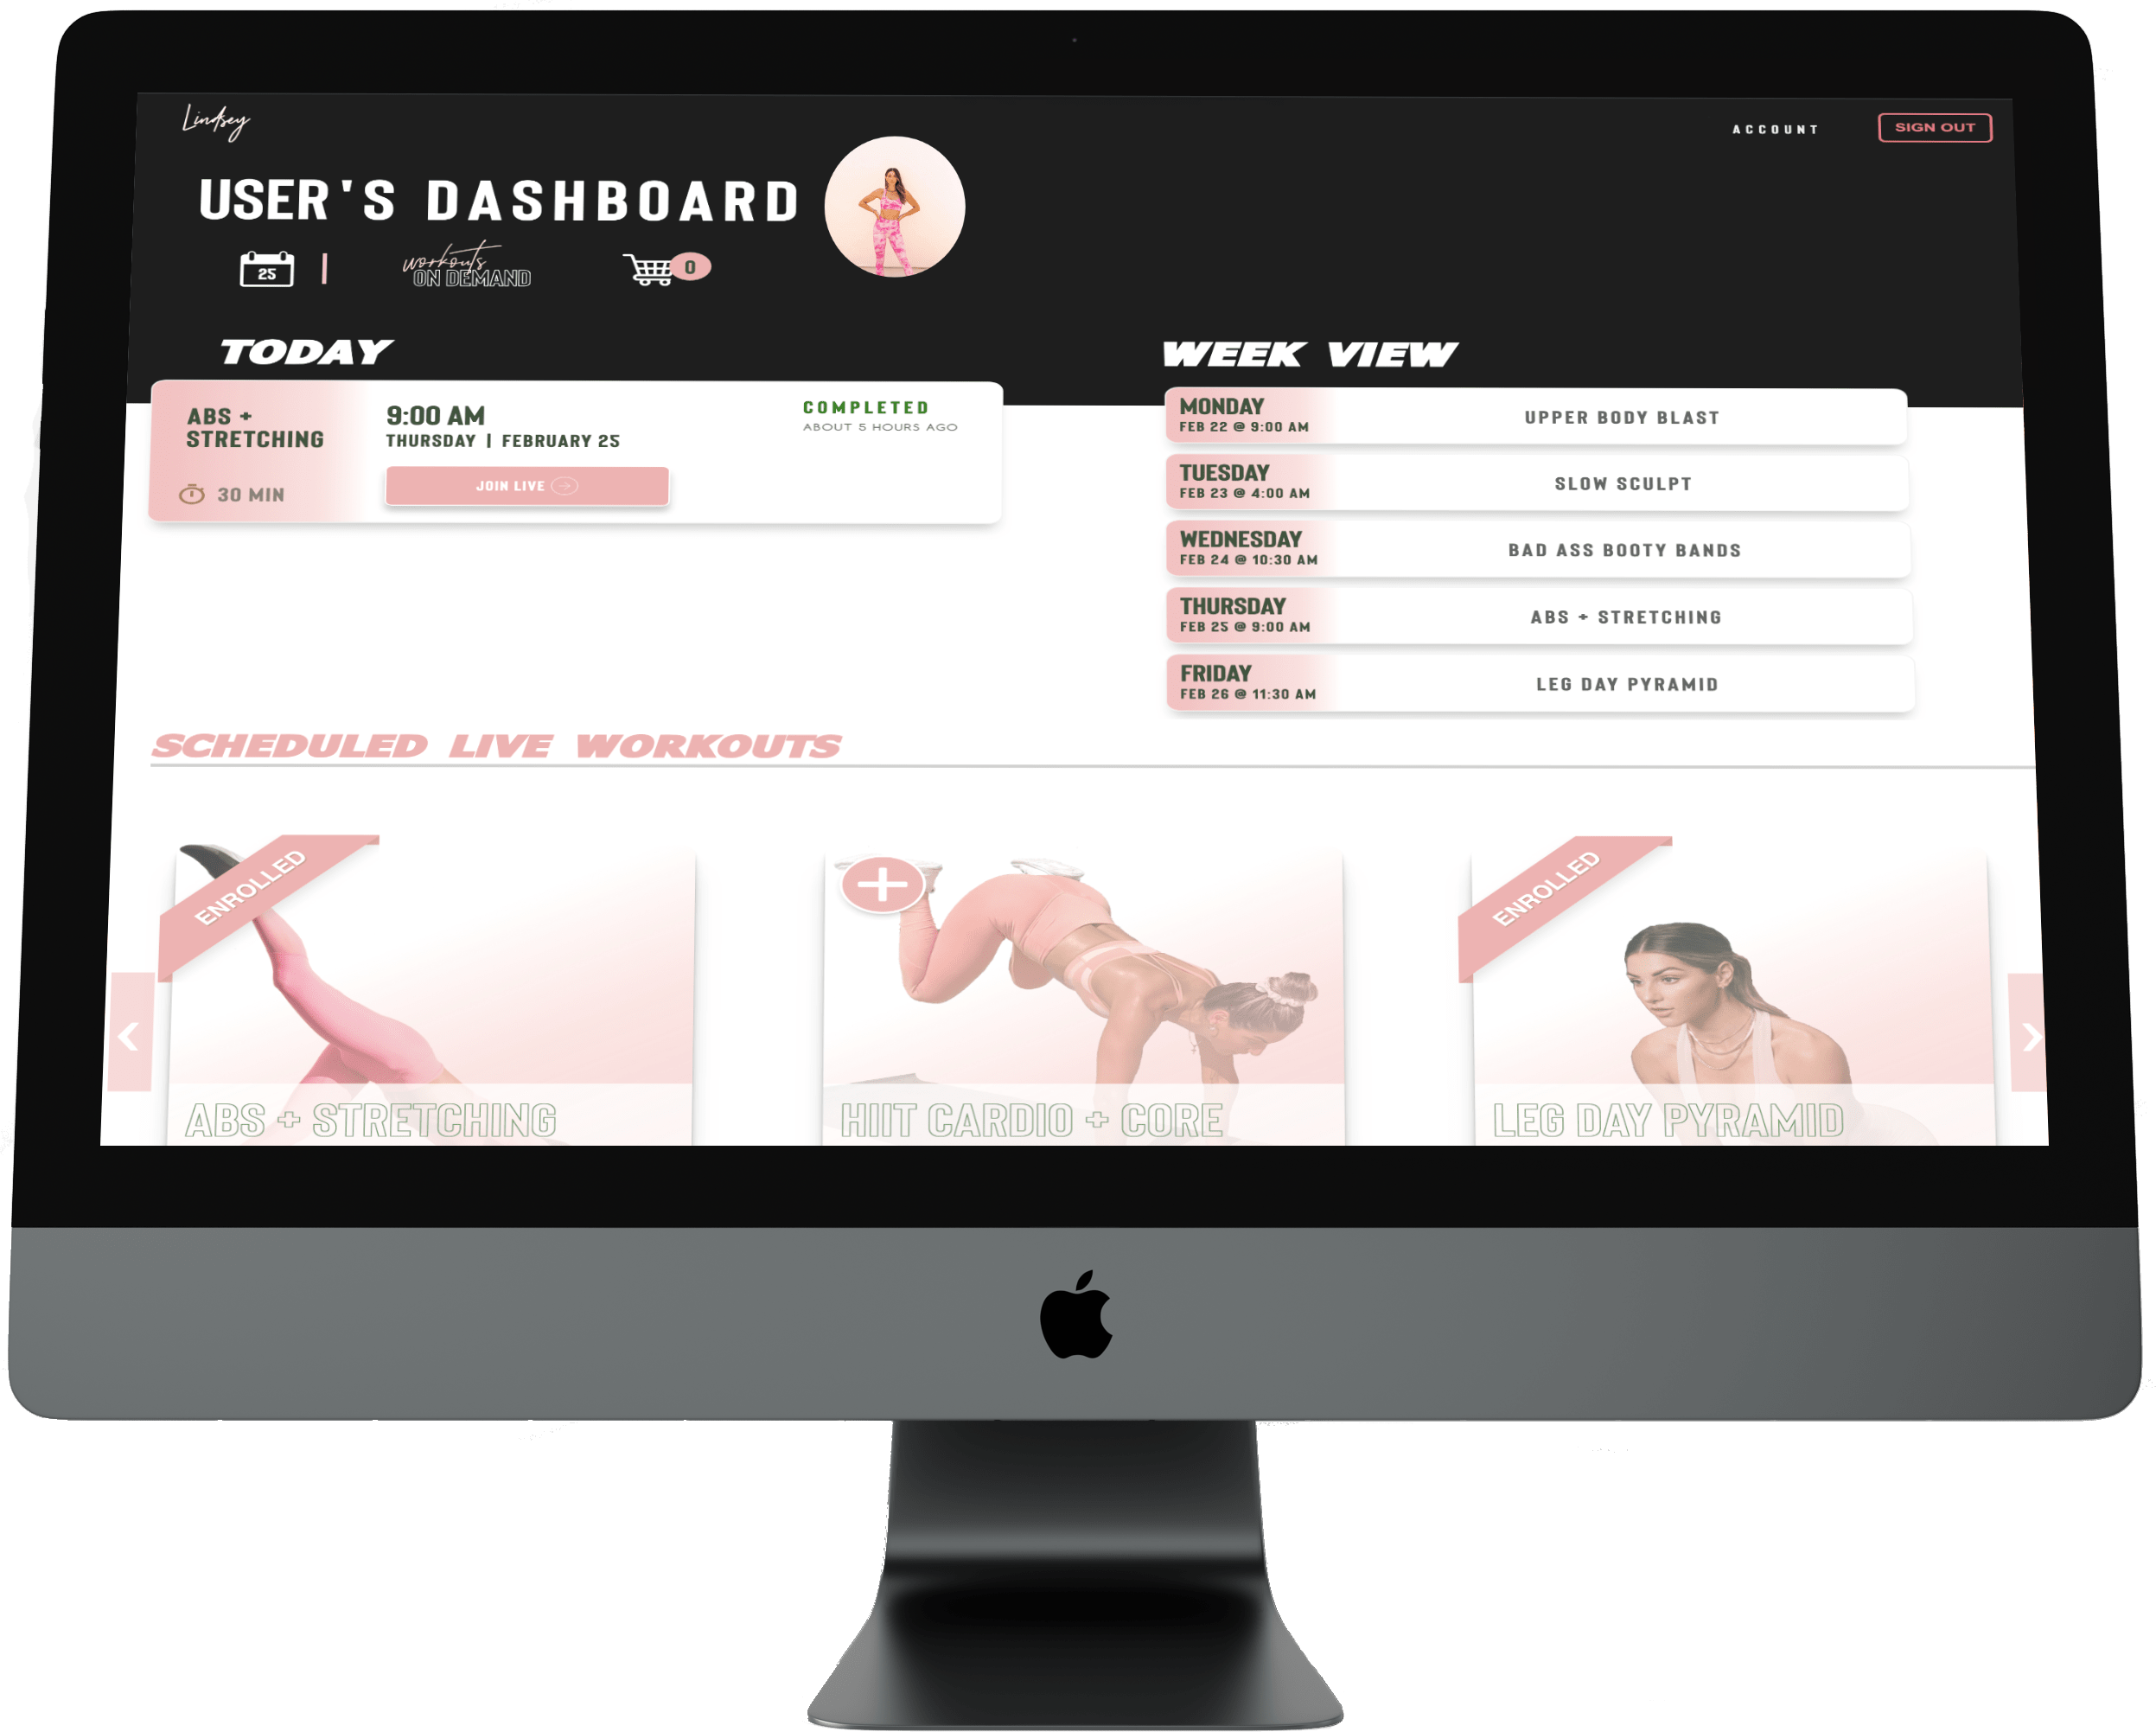 Lindsey
ACCOUNT
SIGN OUT
USER'S DASHBOARD
25
workouts
ON DEMAND
0
TODAY
ABS +
STRETCHING
30 MIN
9:00 AM
THURSDAY | FEBRUARY 25
JOIN LIVE
COMPLETED
ABOUT 5 HOURS AGO
WEEK VIEW
MONDAY
FEB 22 @ 9:00 AM
UPPER BODY BLAST
TUESDAY
FEB 23 @ 4:00 AM
SLOW SCULPT
WEDNESDAY
FEB 24 @ 10:30 AM
BAD ASS BOOTY BANDS
THURSDAY
FEB 25 @ 9:00 AM
ABS + STRETCHING
FRIDAY
FEB 26 @ 11:30 AM
LEG DAY PYRAMID
SCHEDULED LIVE WORKOUTS
ENROLLED
ABS + STRETCHING
HIIT CARDIO + CORE
ENROLLED
LEG DAY PYRAMID